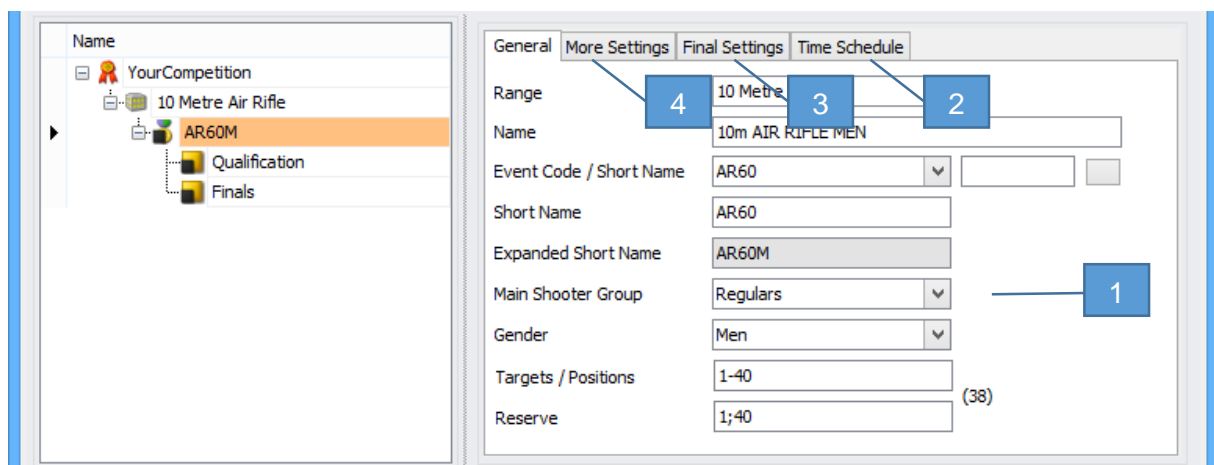 Name
YourCompetition
10 Metre Air Rifle
AR60M
Qualification
Finals
General More Settings Final Settings Time Schedule
4 3 2
Range 10 Metre
Name 10m AIR RIFLE MEN
Event Code / Short Name AR60
Short Name AR60
Expanded Short Name AR60M
Main Shooter Group Regulars 1
Gender Men
Targets / Positions 1-40
(38)
Reserve 1;40